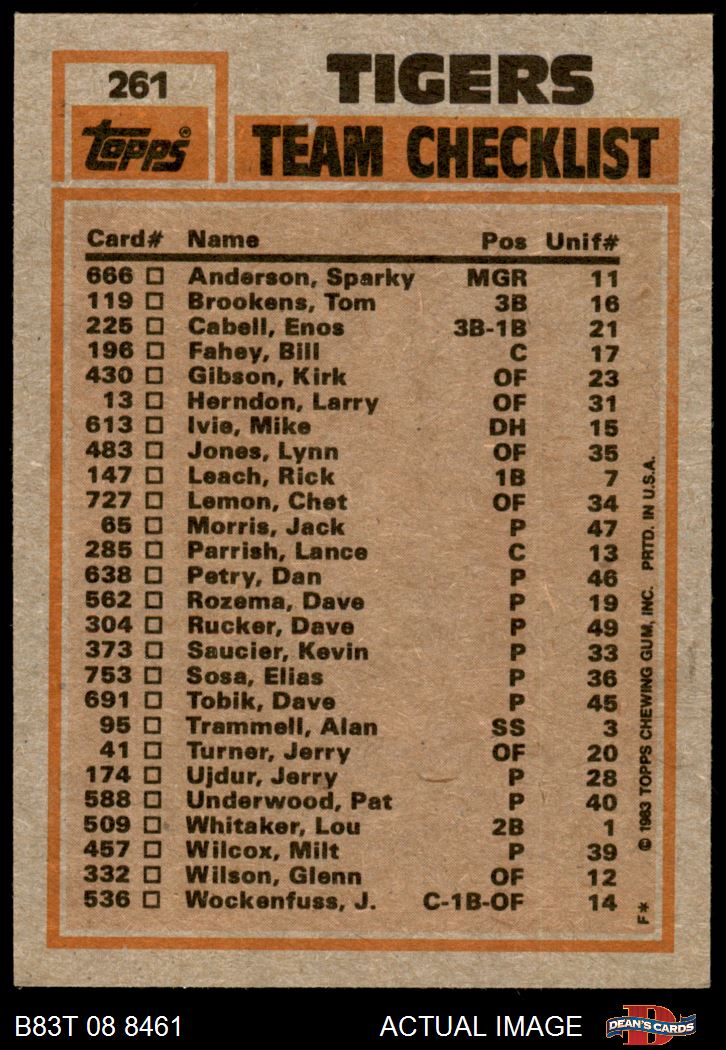 261
TIGERS
Topps®
TEAM CHECKLIST
Card# Name Pos Unif#
666 Anderson, Sparky MGR 11
119 Brookens, Tom 3B 16
225 Cabell, Enos 3B-1B 21
196 Fahey, Bill C 17
430 Gibson, Kirk OF 23
13 Herndon, Larry OF 31
613 Ivie, Mike DH 15
483 Jones, Lynn OF 35
147 Leach, Rick 1B 7
727 Lemon, Chet OF 34
65 Morris, Jack P 47
285 Parrish, Lance C 13
638 Petry, Dan P 46
562 Rozema, Dave P 19
304 Rucker, Dave P 49
373 Saucier, Kevin P 33
753 Sosa, Elias P 36
691 Tobik, Dave P 45
95 Trammell, Alan SS 3
41 Turner, Jerry OF 20
174 Ujdur, Jerry P 28
588 Underwood, Pat P 40
509 Whitaker, Lou 2B 1
457 Wilcox, Milt P 39
332 Wilson, Glenn OF 12
536 Wockenfuss, J. C-1B-OF 14
F* © 1983 TOPPS CHEWING GUM, INC. PRTD. IN U.S.A.
B83T 08 8461 ACTUAL IMAGE
D
DEAN'S CARDS